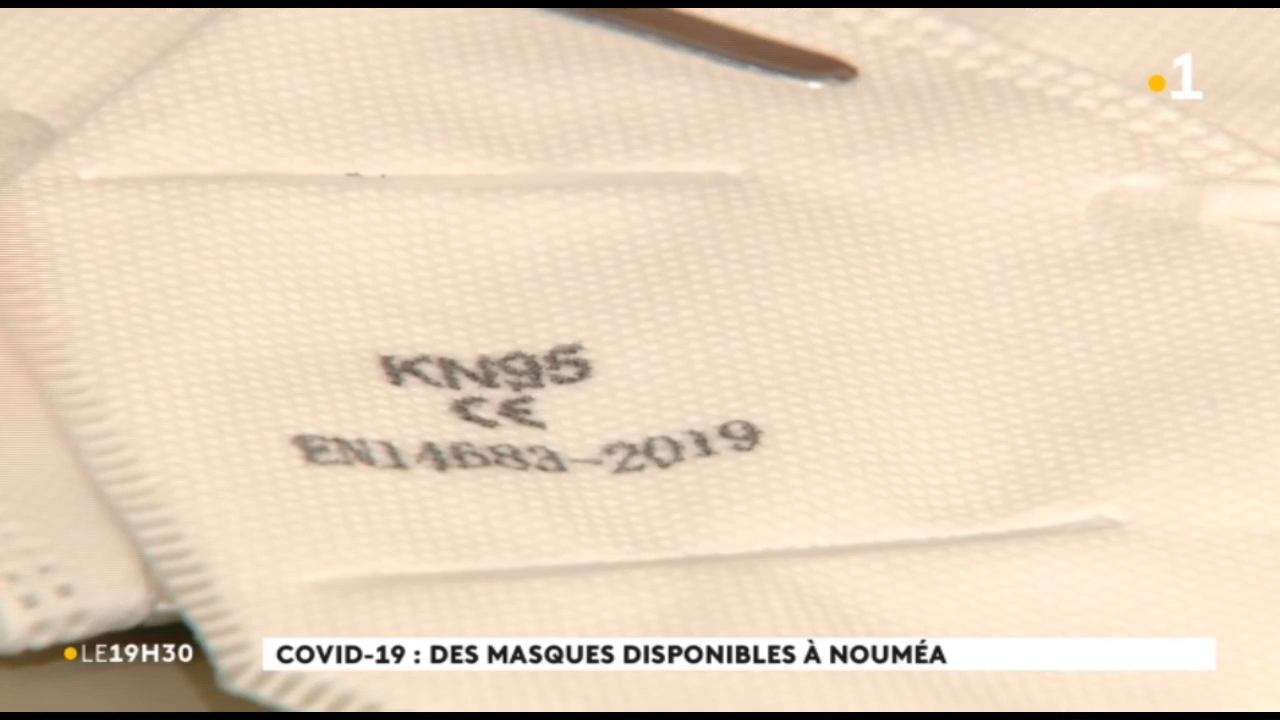 1
KN95
CE
EN14683-2019
LE19H30
COVID-19 : DES MASQUES DISPONIBLES À NOUMÉA